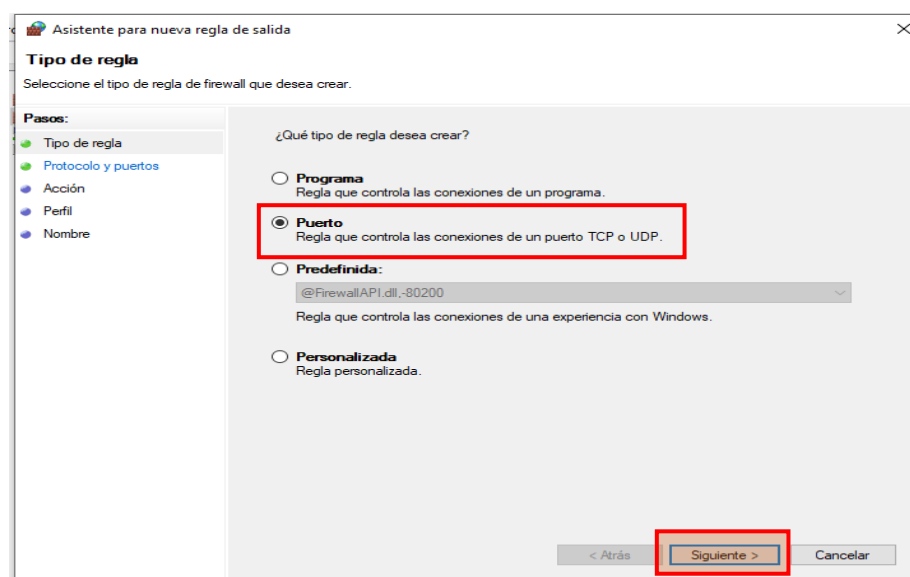 Asistente para nueva regla de salida
Tipo de regla
Seleccione el tipo de regla de firewall que desea crear.
Pasos:
Tipo de regla
Protocolo y puertos
Acción
Perfil
Nombre
¿Qué tipo de regla desea crear?
Programa
Regla que controla las conexiones de un programa.
Puerto
Regla que controla las conexiones de un puerto TCP o UDP.
Predefinida:
@FirewallAPI.dll,-80200
Regla que controla las conexiones de una experiencia con Windows.
Personalizada
Regla personalizada.
< Atrás
Siguiente >
Cancelar